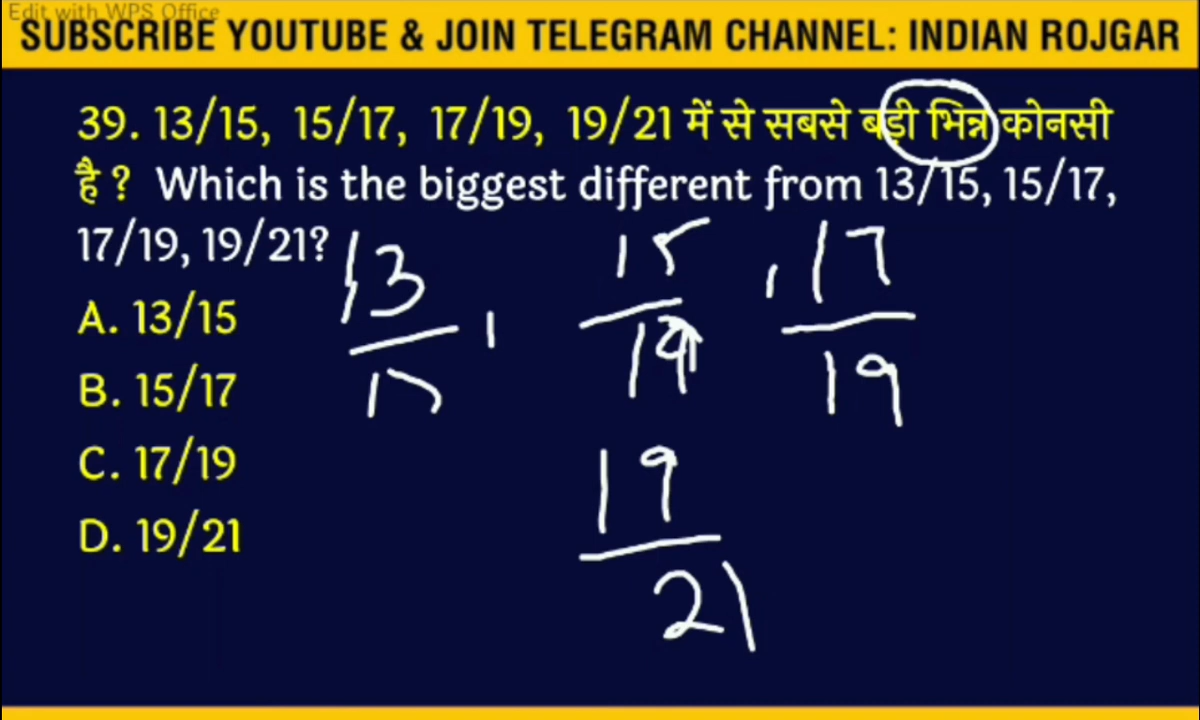 Edit with WPS Office
SUBSCRIBE YOUTUBE & JOIN TELEGRAM CHANNEL: INDIAN ROJGAR
39. 13/15, 15/17, 17/19, 19/21 में से सबसे बड़ी भिन्न कोनसी
है ? Which is the biggest different from 13/15, 15/17,
17/19, 19/21?
A. 13/15
B. 15/17
C. 17/19
D. 19/21
13 15 , 17
19
19
21